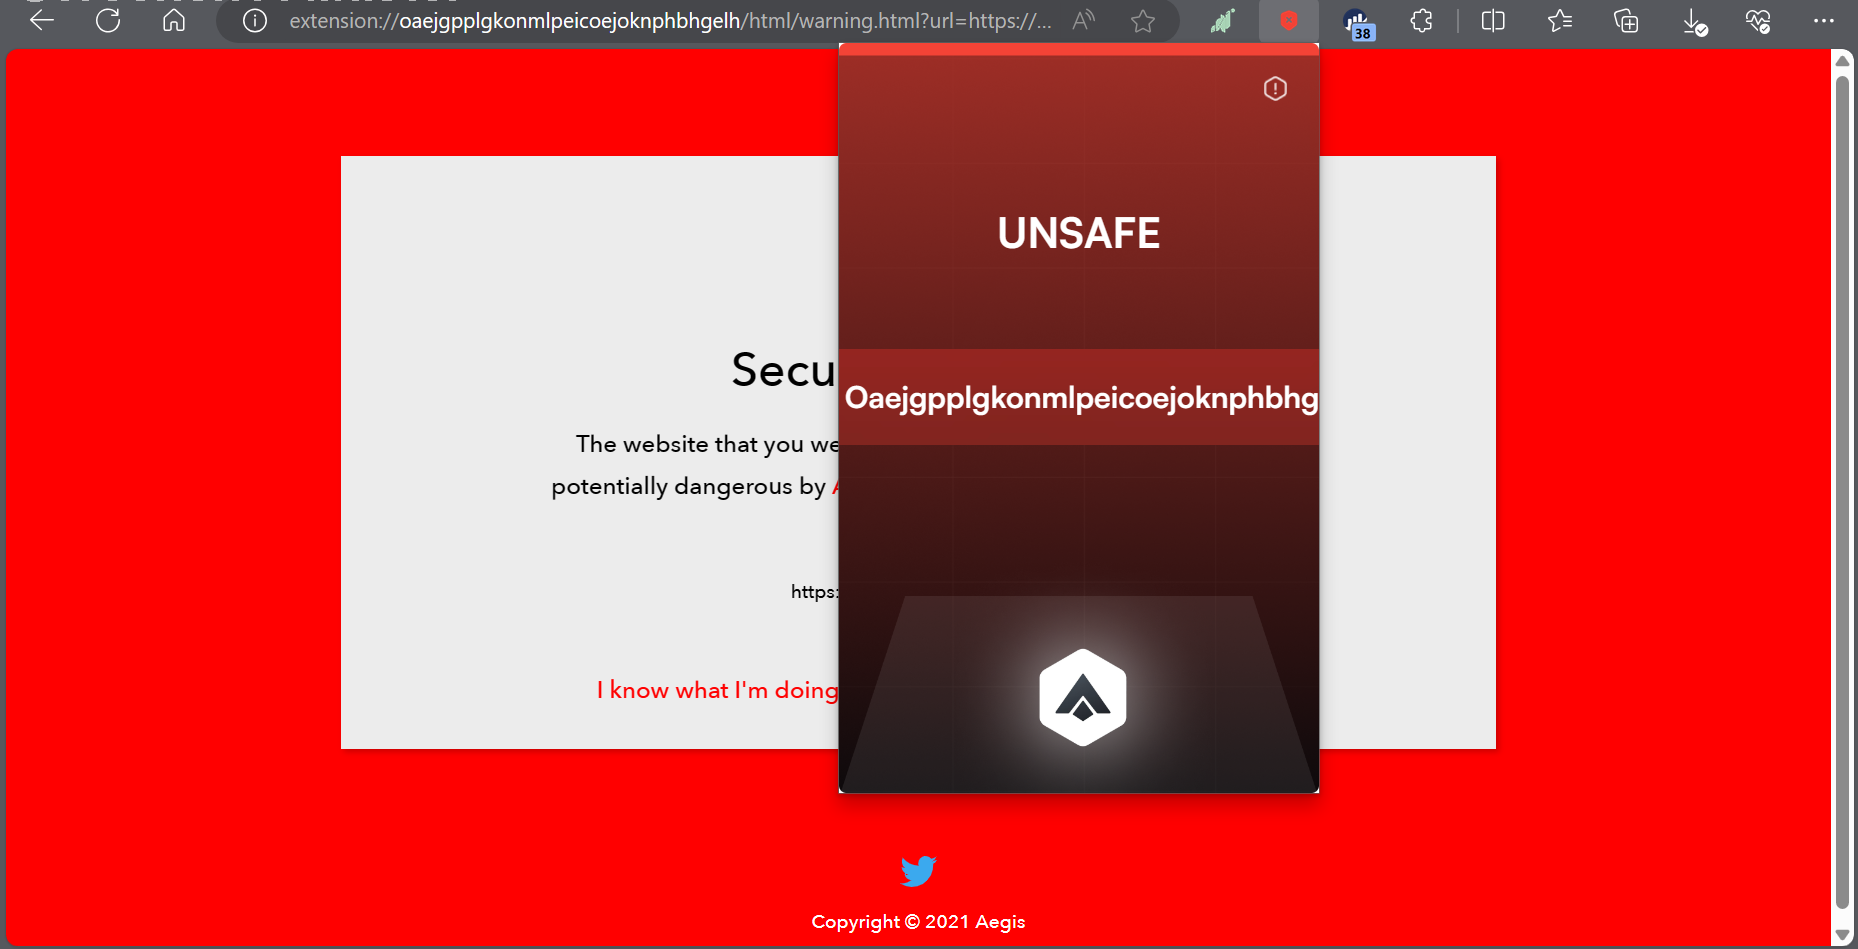 extension://oaejgpplgkonmlpeicoejoknphbhgelh/html/warning.html?url=https://...
38
UNSAFE
Secu
Oaejgpplgkonmlpeicoejoknphbhg
The website that you we
potentially dangerous by A
https:
I know what I'm doing
Copyright © 2021 Aegis